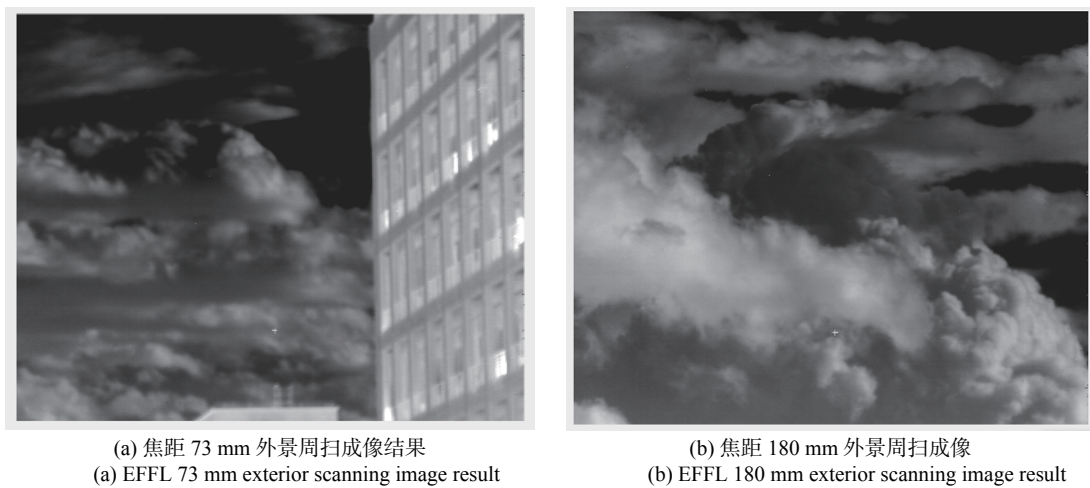 (a) 焦距 73 mm 外景周扫成像结果
(a) EFFL 73 mm exterior scanning image result
(b) 焦距 180 mm 外景周扫成像
(b) EFFL 180 mm exterior scanning image result